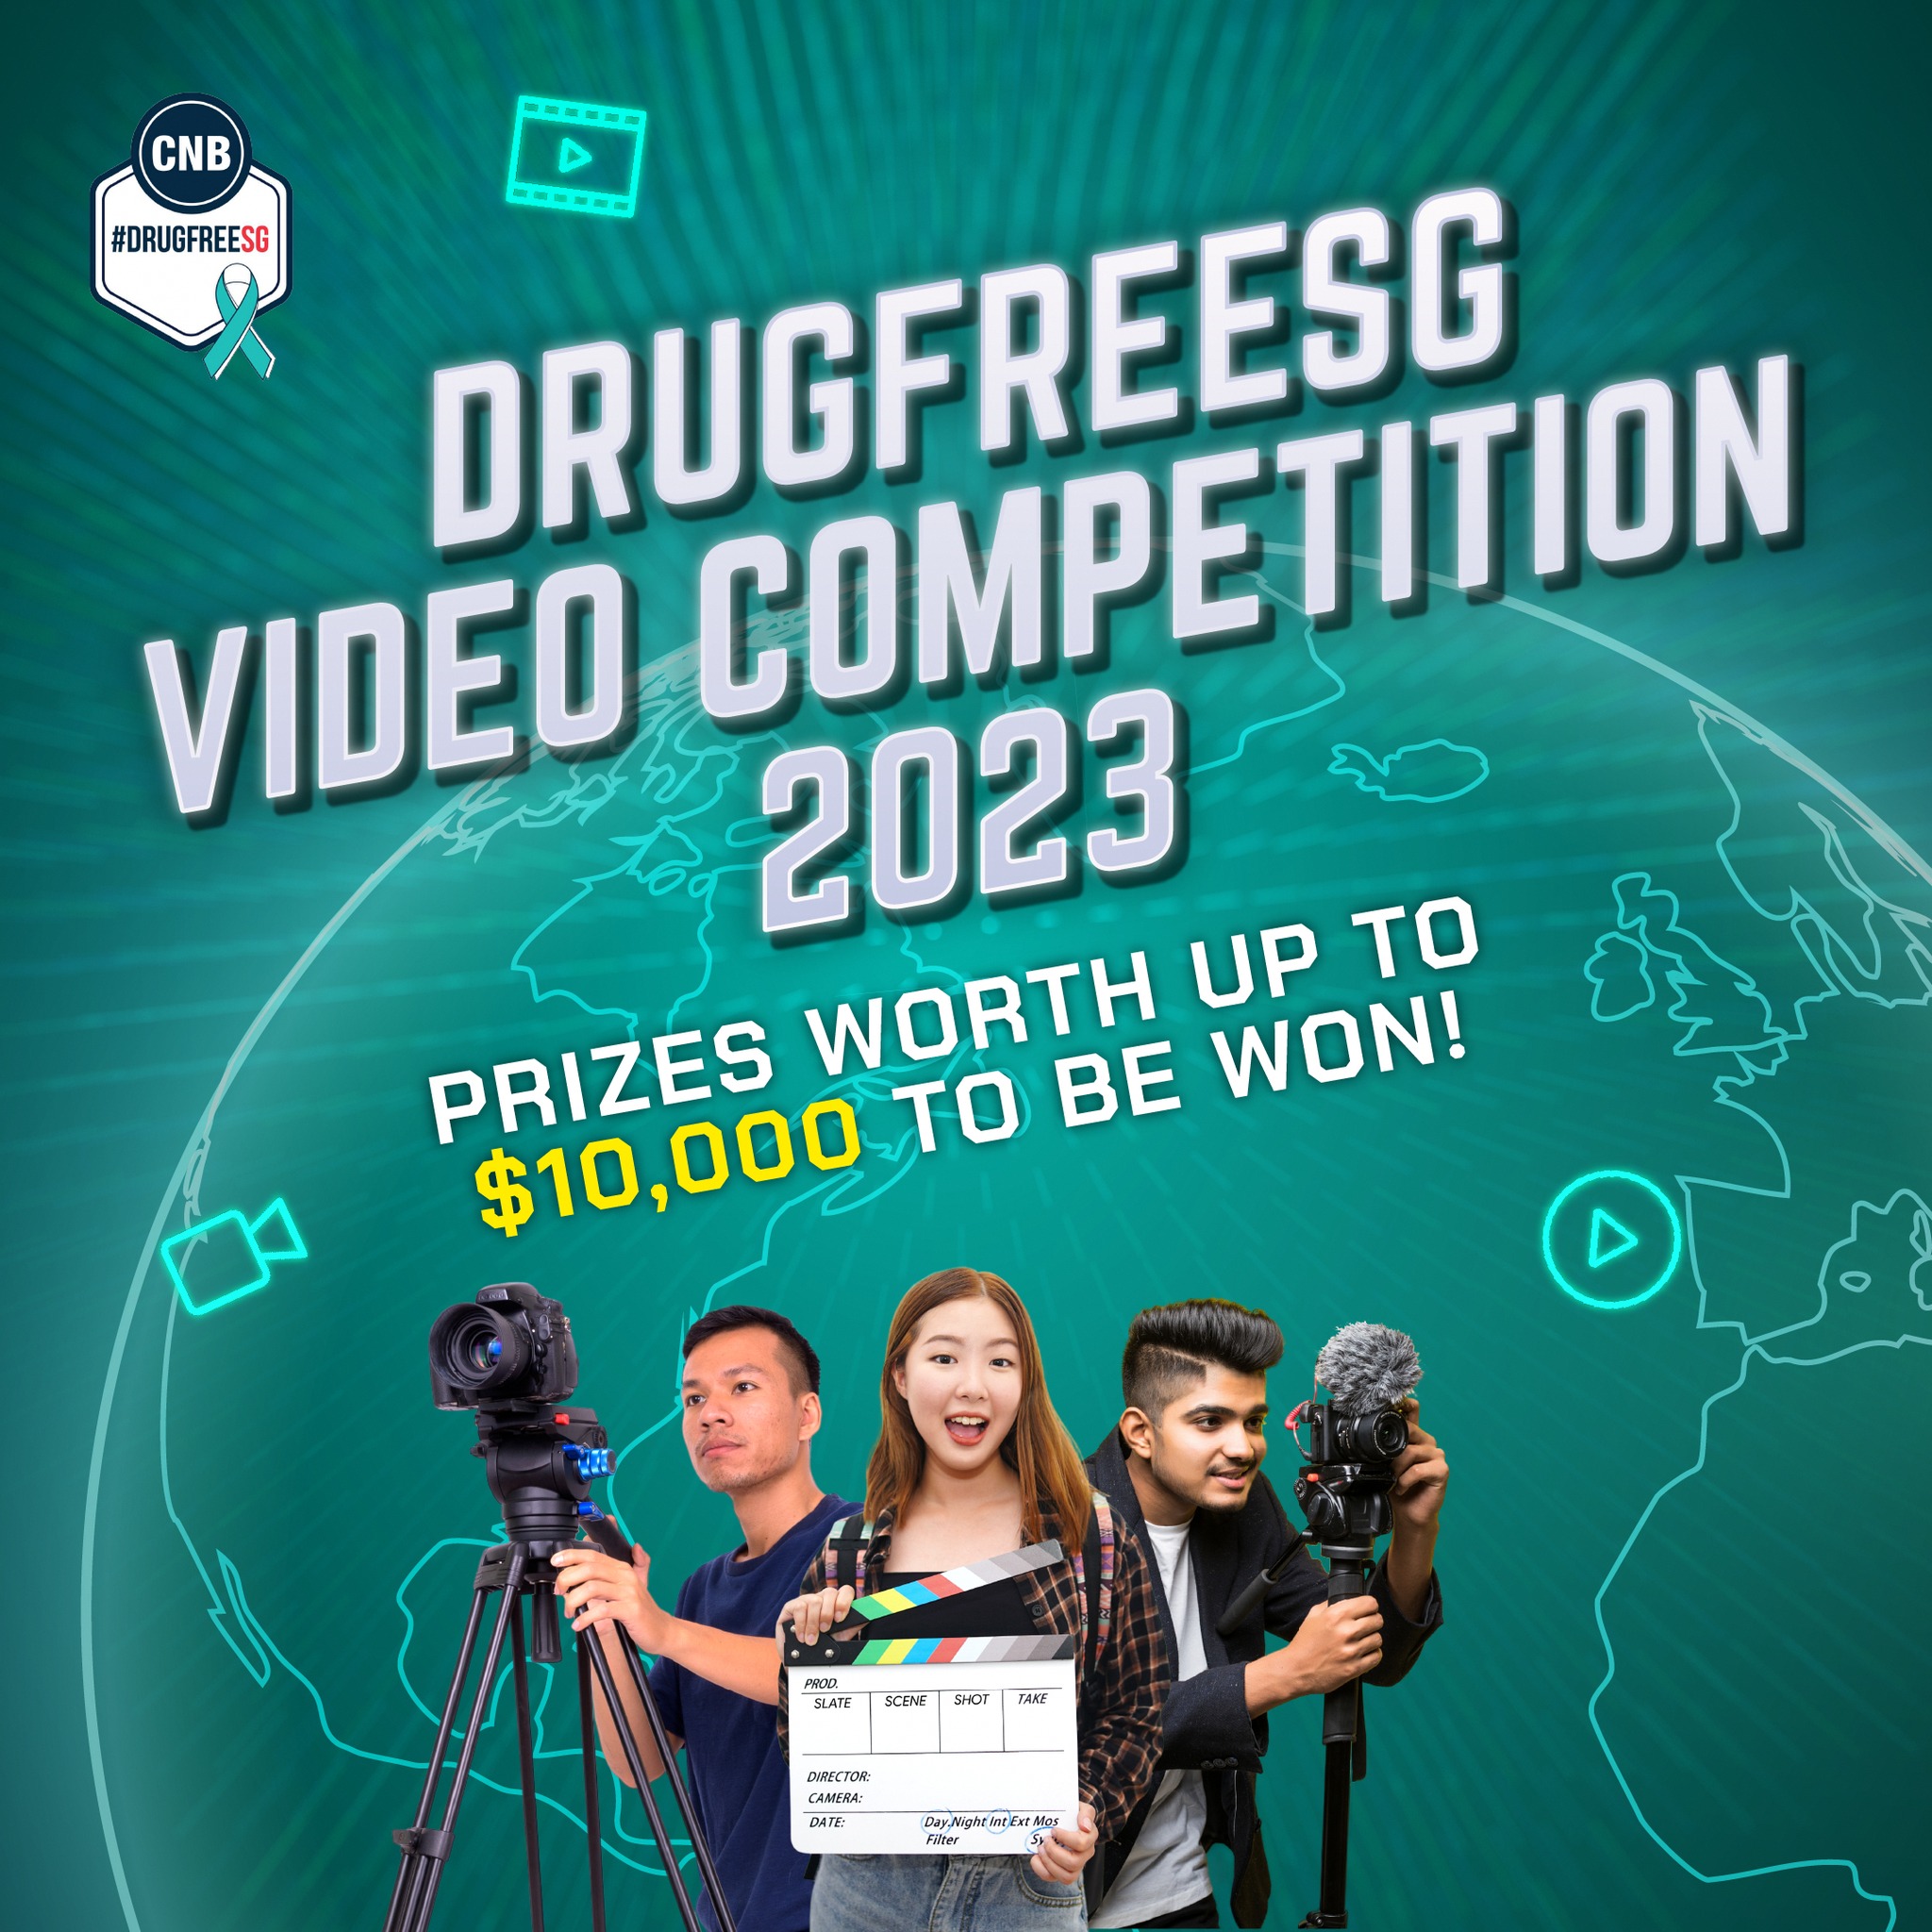 CNB
#DRUGFREESG
DRUGFREESG
VIDEO COMPETITION
2023
PRIZES WORTH UP TO
$10,000 TO BE WON!
PROD.
SLATE SCENE SHOT TAKE
DIRECTOR:
CAMERA:
DATE: Day.Night Int Ext Mos
Filter